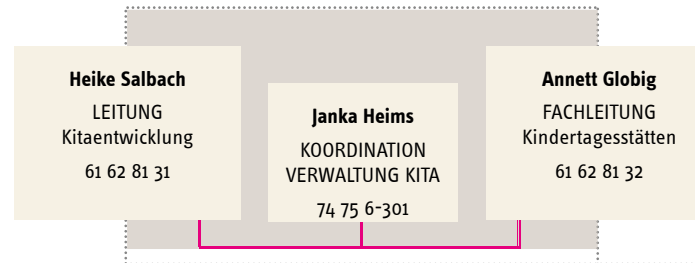 Heike Salbach
LEITUNG
Kitaentwicklung
61 62 81 31
Janka Heims
KOORDINATION
VERWALTUNG KITA
74 75 6-301
Annett Globig
FACHLEITUNG
Kindertagesstätten
61 62 81 32